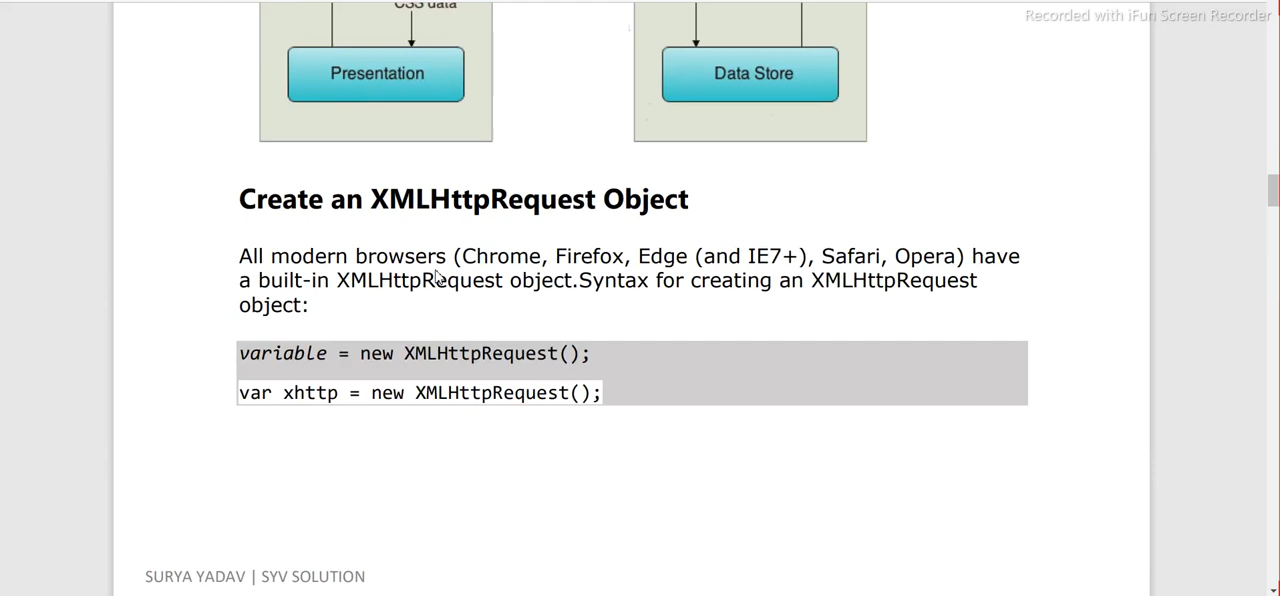 Recorded with iFun Screen Recorder
CSS data
Presentation
Data Store
Create an XMLHttpRequest Object
All modern browsers (Chrome, Firefox, Edge (and IE7+), Safari, Opera) have
a built-in XMLHttpRequest object.Syntax for creating an XMLHttpRequest
object:
variable = new XMLHttpRequest();
var xhttp = new XMLHttpRequest();
SURYA YADAV | SYV SOLUTION